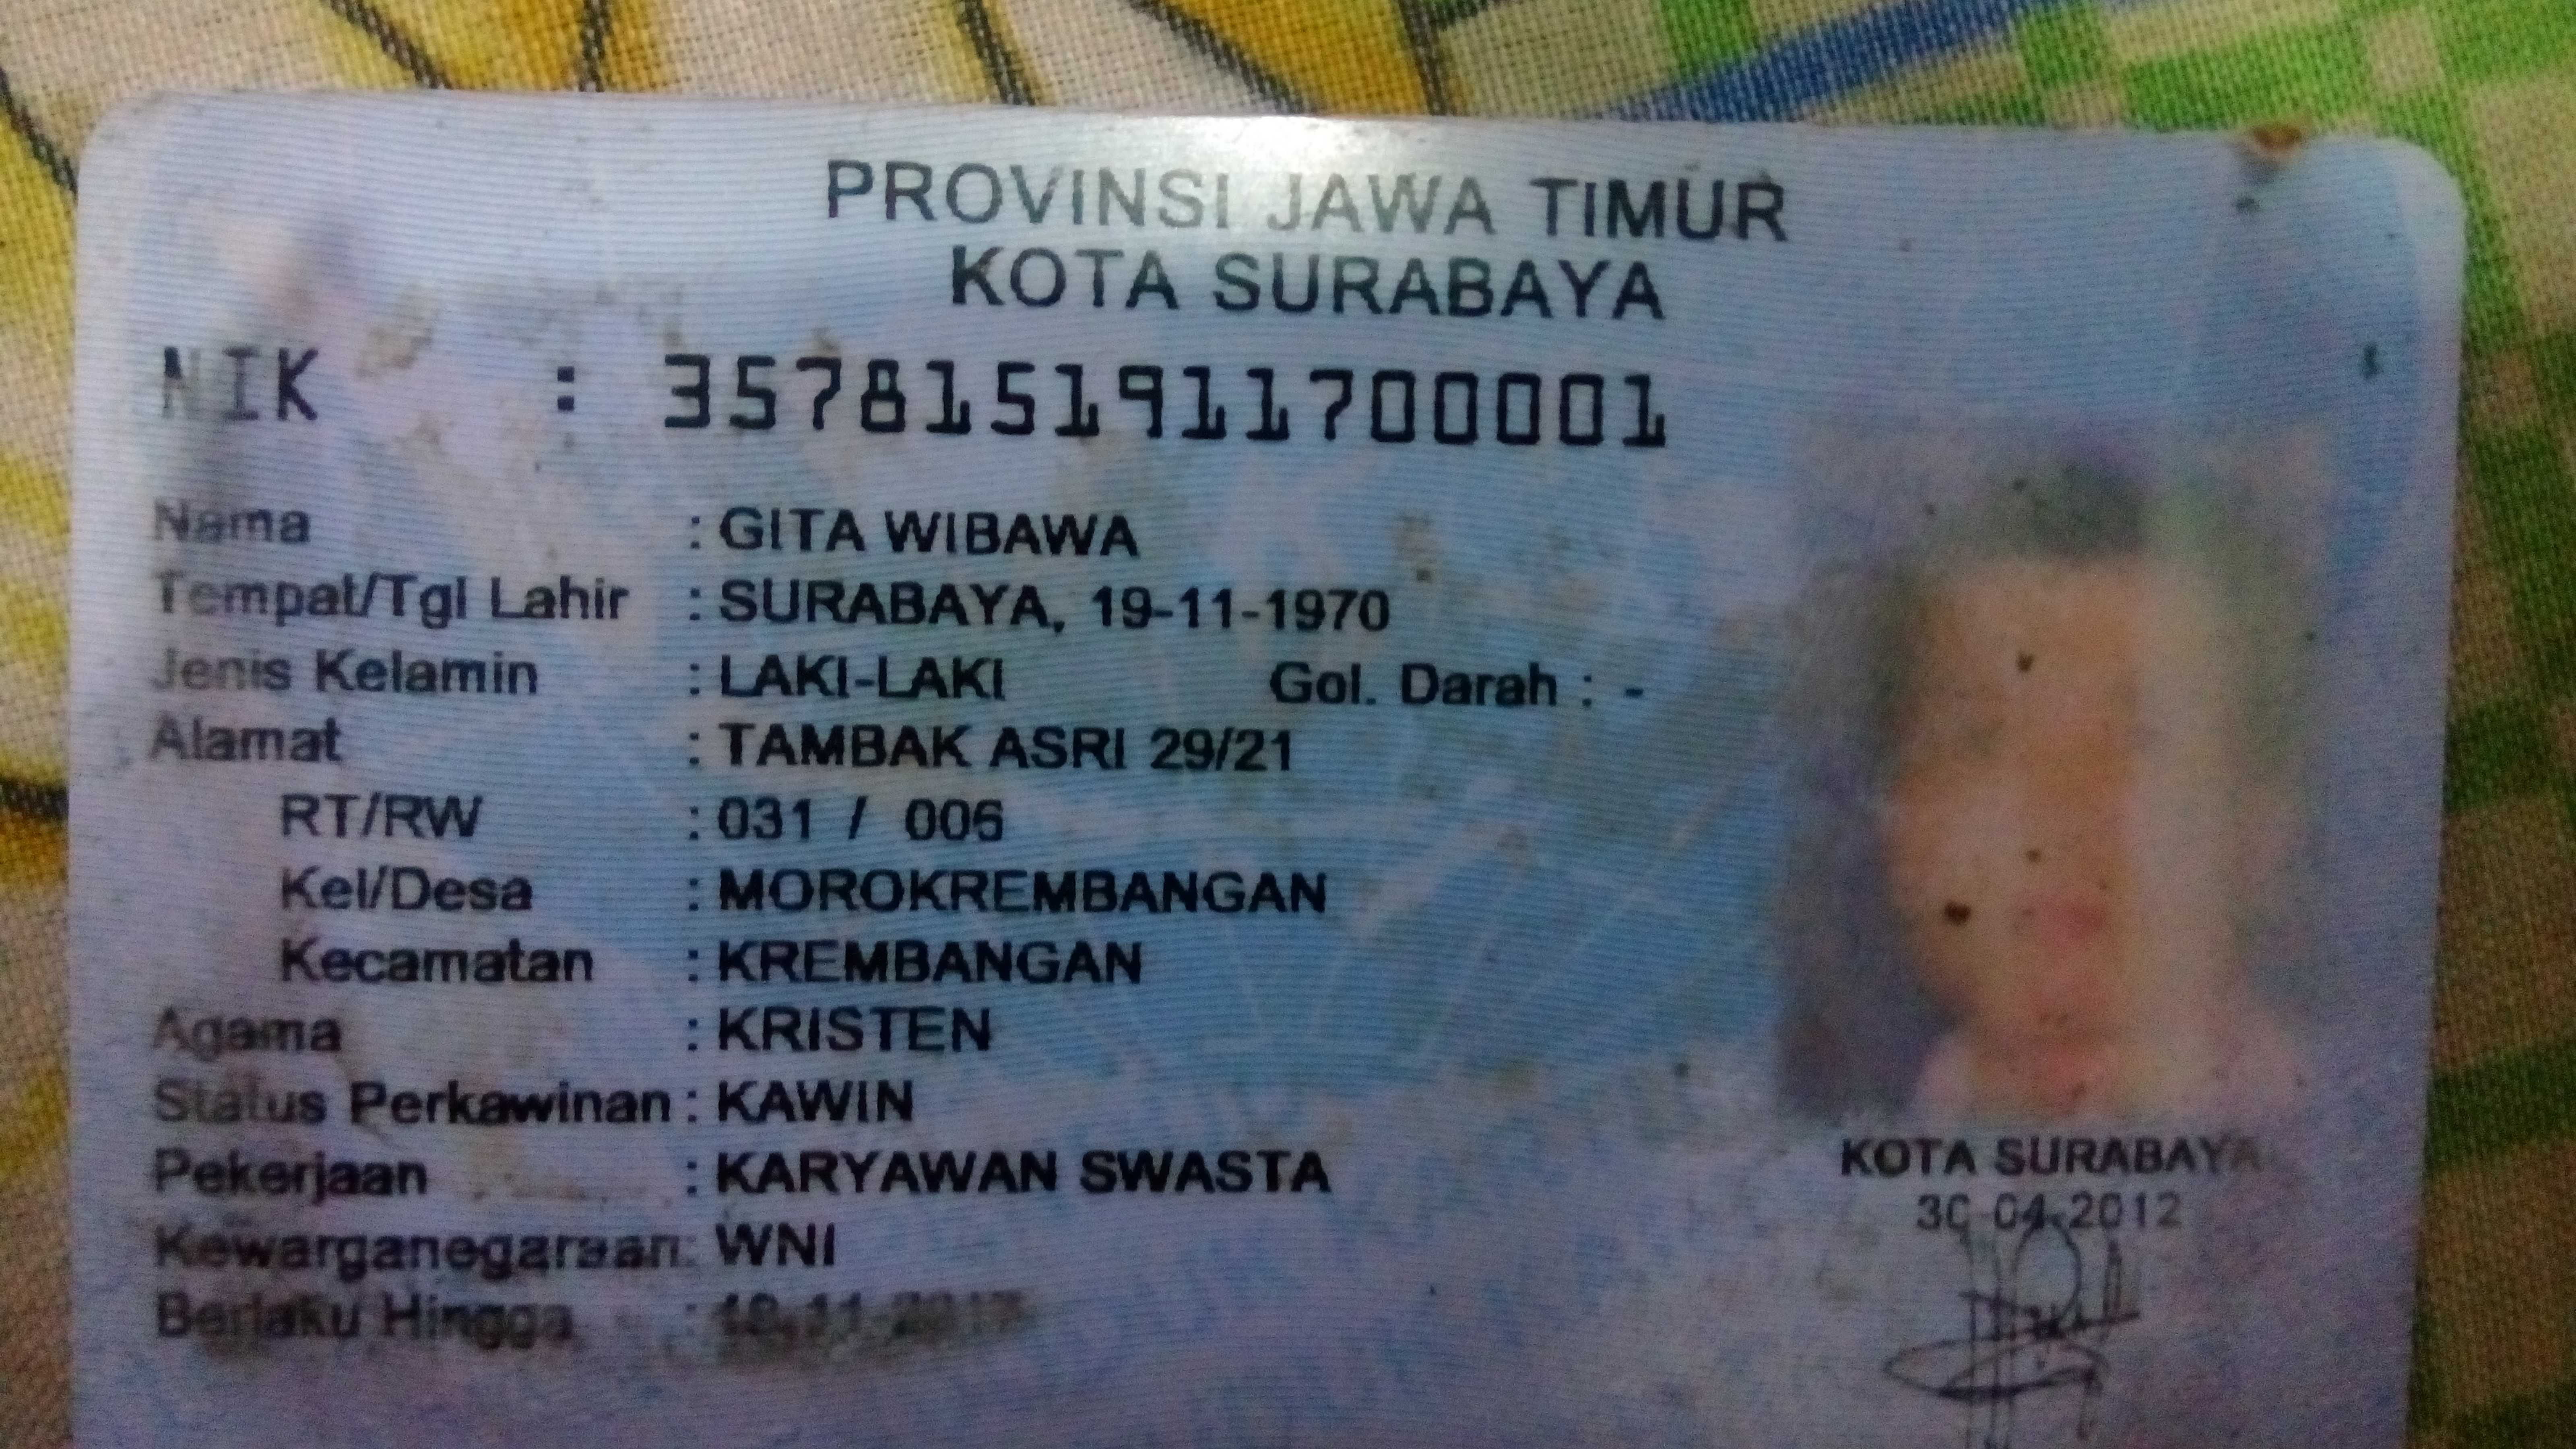 PROVINSI JAWA TIMUR
KOTA SURABAYA
NIK : 3578151911700001
Nama : GITA WIBAWA
Tempat/Tgl Lahir : SURABAYA, 19-11-1970
Jenis Kelamin : LAKI-LAKI Gol. Darah : -
Alamat : TAMBAK ASRI 29/21
RT/RW : 031 / 006
Kel/Desa : MOROKREMBANGAN
Kecamatan : KREMBANGAN
Agama : KRISTEN
Status Perkawinan : KAWIN
Pekerjaan : KARYAWAN SWASTA
Kewarganegaraan : WNI
Berlaku Hingga :
KOTA SURABAYA
30-04-2012